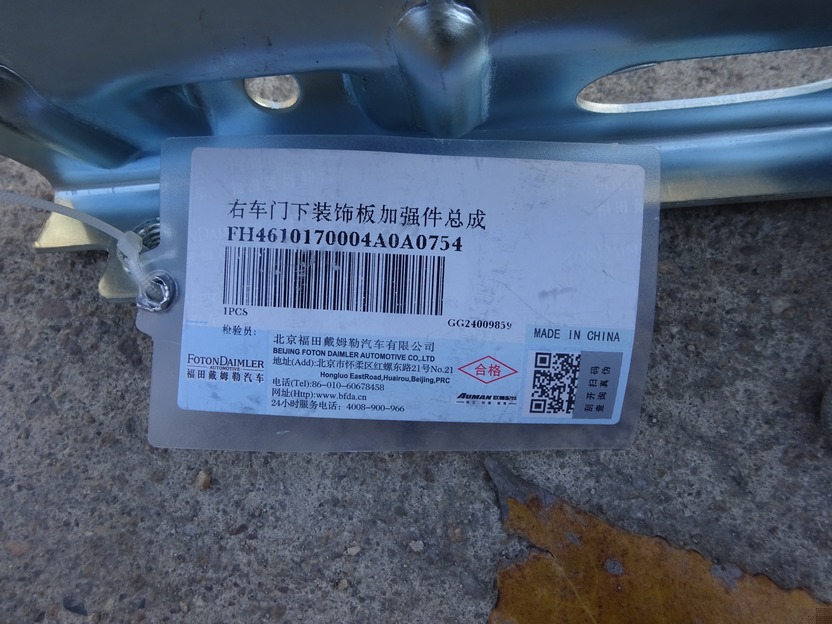 右车门下装饰板加强件总成
FH4610170004A0A0754
1PCS
GG24009859
检验员:
MADE IN CHINA
北京福田戴姆勒汽车有限公司
BEIJING FOTON DAIMLER AUTOMOTIVE CO.,LTD
地址(Add):北京市怀柔区红螺东路21号No.21
Hongluo EastRoad,Huairou,Beijing,PRC
电话(Tel):86-010-60678458
网址(Http):www.bfda.cn
24小时服务电话：4008-900-966
FOTONDAIMLER
AUTOMOTIVE
福田戴姆勒汽车
合格
AUMAN 欧曼配件